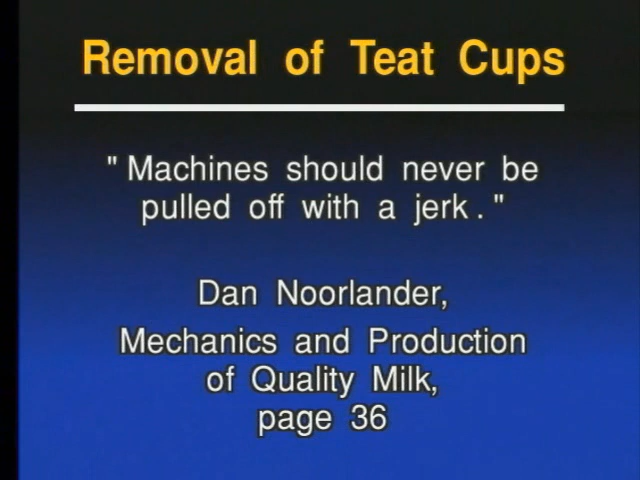 Removal of Teat Cups
" Machines should never be
pulled off with a jerk . "
Dan Noorlander,
Mechanics and Production
of Quality Milk,
page 36